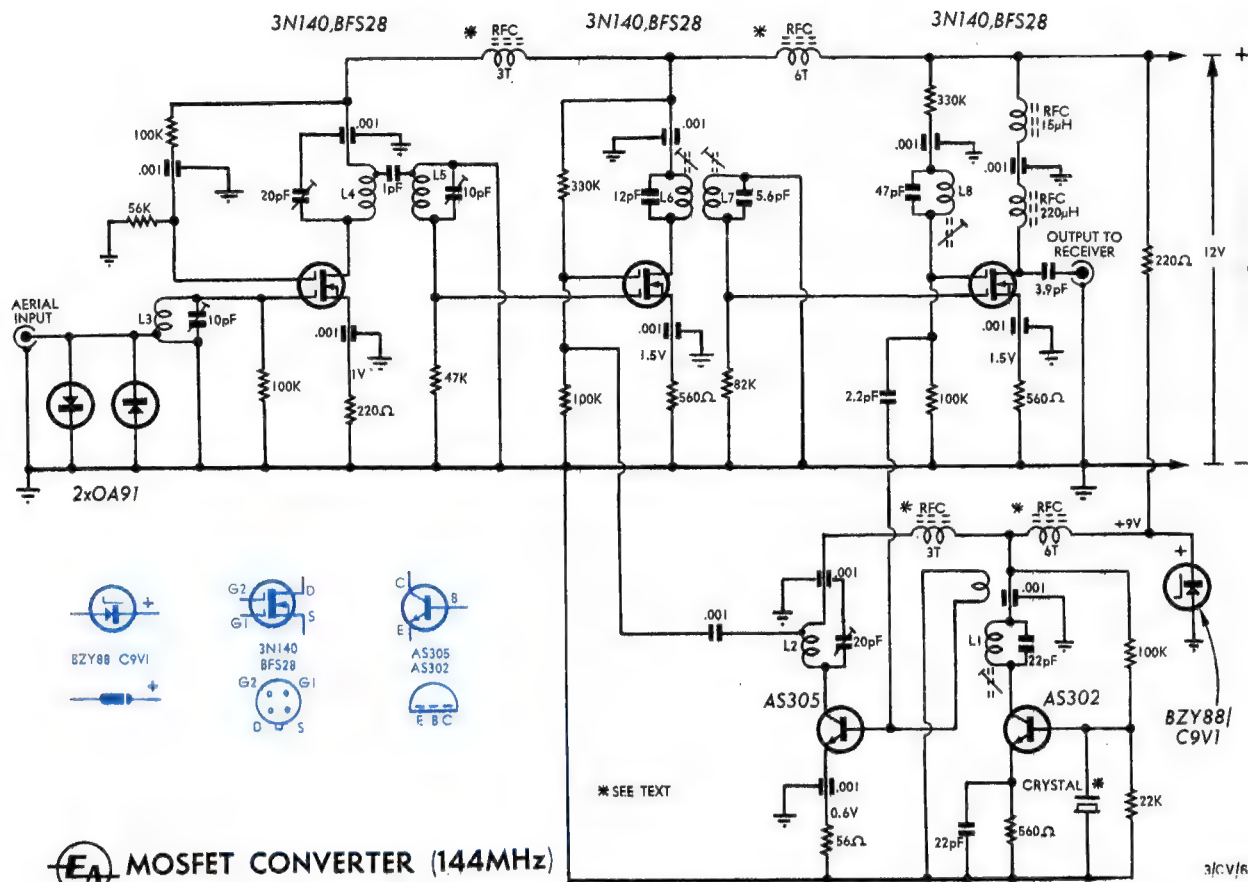 3N140,BFS28
3N140,BFS28
3N140,BFS28
* RFC
3T
* RFC
6T
+
100K
.001
.001
330K
RFC
15µH
.001
.001
.001
56K
20pF
L4
1pF
L5
10pF
330K
12pF
L6
L7
5.6pF
47pF
L8
RFC
220µH
OUTPUT TO
RECEIVER
3.9pF
220Ω
12V
AERIAL
INPUT
L3
10pF
.001
1V
.001
1.5V
.001
1.5V
100K
220Ω
47K
100K
560Ω
82K
2.2pF
100K
560Ω
–
2xOA91
* RFC
3T
* RFC
6T
+9V
+
.001
.001
.001
L2
20pF
L1
22pF
100K
AS305
AS302
BZY88/
C9V1
.001
0.6V
56Ω
22pF
560Ω
CRYSTAL *
22K
* SEE TEXT
+
BZY88 C9V1
+
G2
D
G1
S
3N140
BFS28
G2
G1
D
S
C
B
E
AS305
AS302
E B C
EA MOSFET CONVERTER (144MHz)